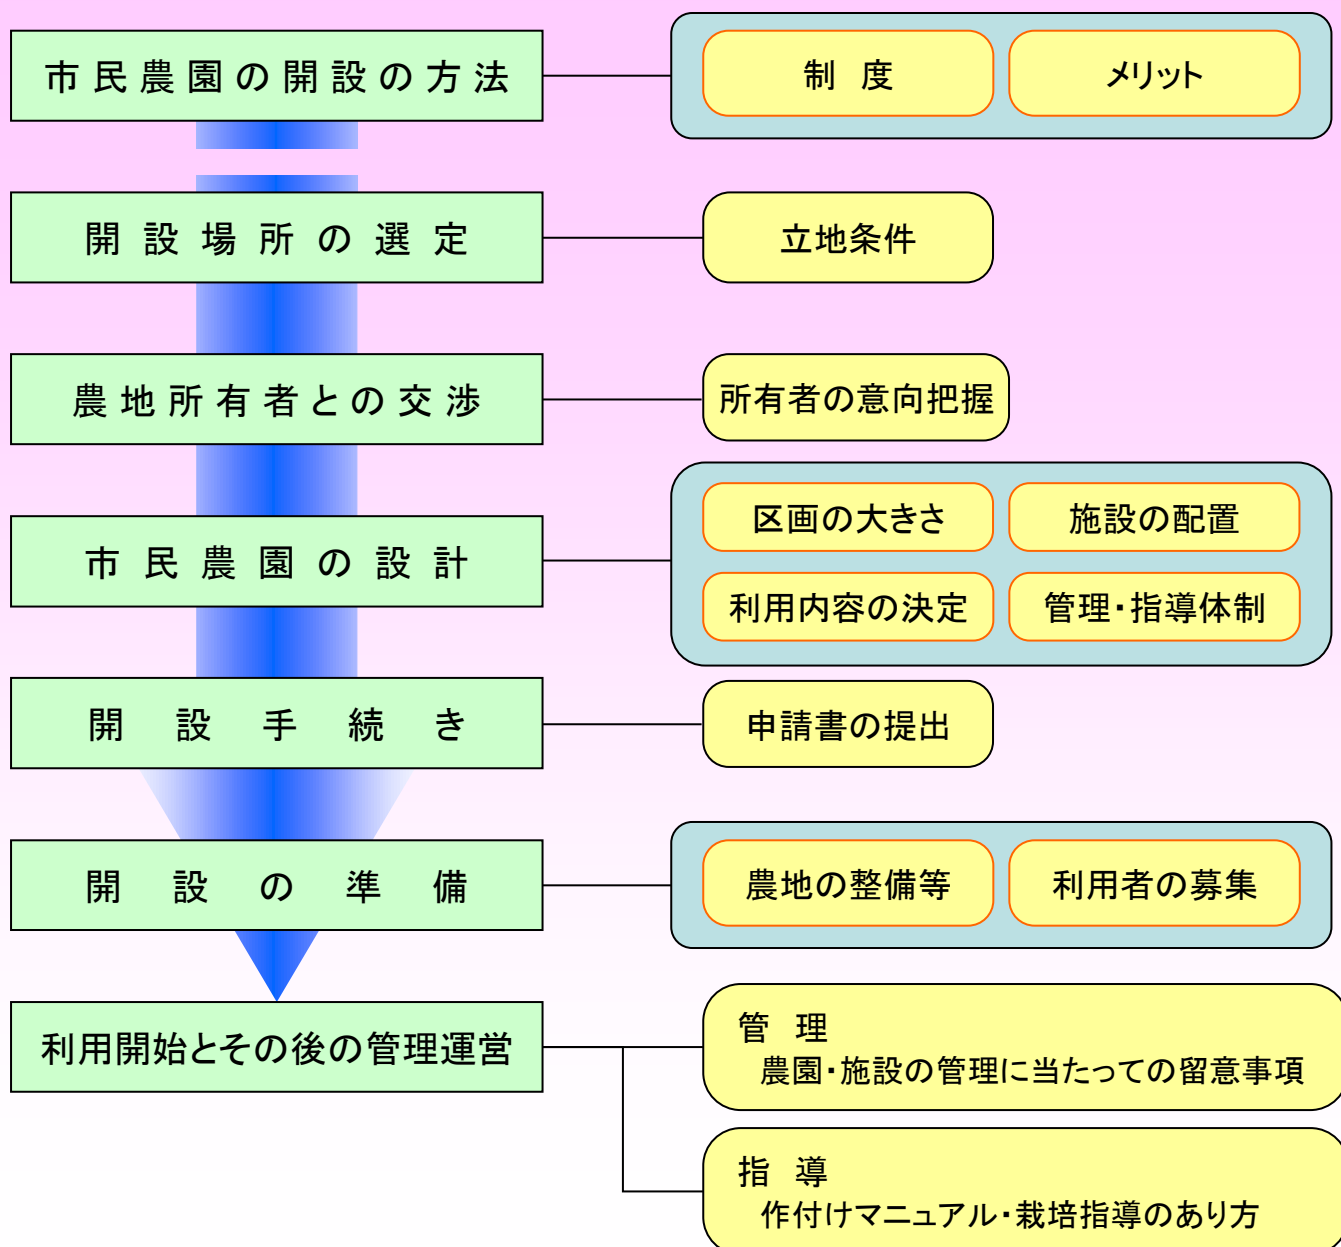 市民農園の開設の方法
制度
メリット
開設場所の選定
立地条件
農地所有者との交渉
所有者の意向把握
市民農園の設計
区画の大きさ
施設の配置
利用内容の決定
管理・指導体制
開設手続き
申請書の提出
開設の準備
農地の整備等
利用者の募集
利用開始とその後の管理運営
管理
農園・施設の管理に当たっての留意事項
指導
作付けマニュアル・栽培指導のあり方